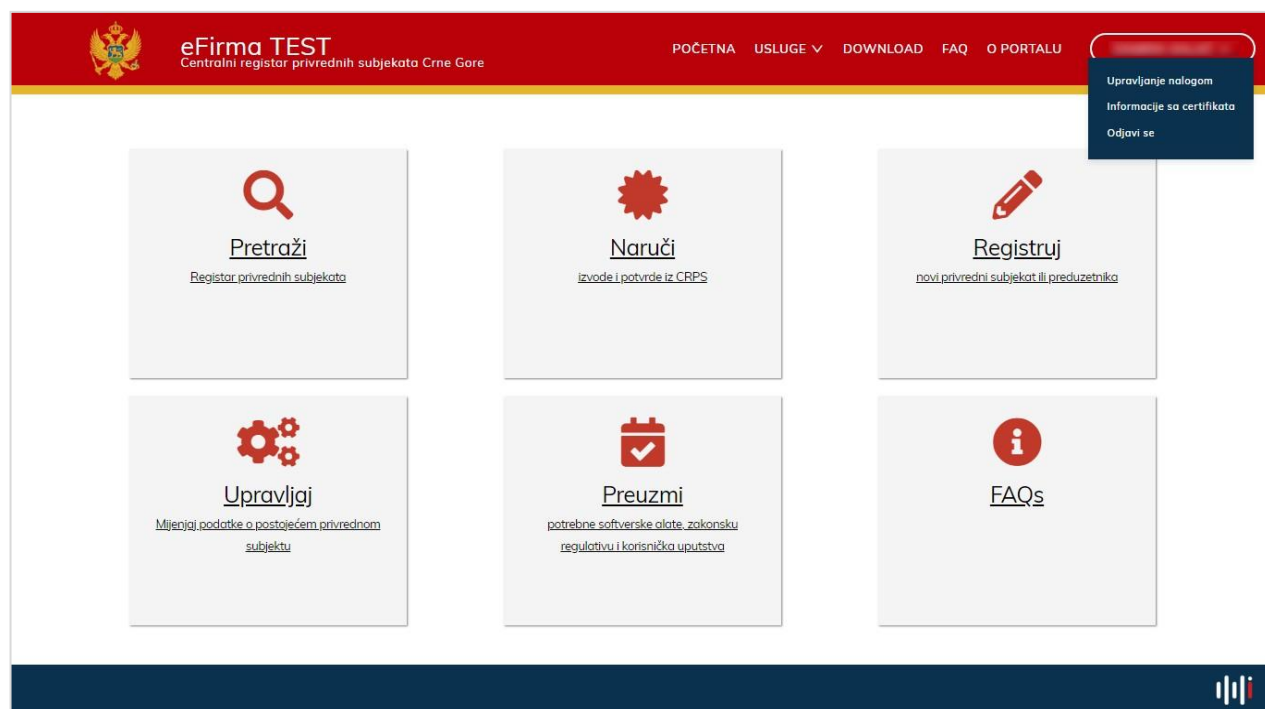 eFirma TEST
Centralni registar privrednih subjekata Crne Gore
POČETNA USLUGE DOWNLOAD FAQ O PORTALU
Upravljanje nalogom
Informacije sa certifikata
Odjavi se
Pretraži
Registar privrednih subjekata
Naruči
izvode i potvrde iz CRPS
Registruj
novi privredni subjekat ili preduzetnika
Upravljaj
Mijenjaj podatke o postojećem privrednom
subjektu
Preuzmi
potrebne softverske alate, zakonsku
regulativu i korisnička uputstva
FAQs